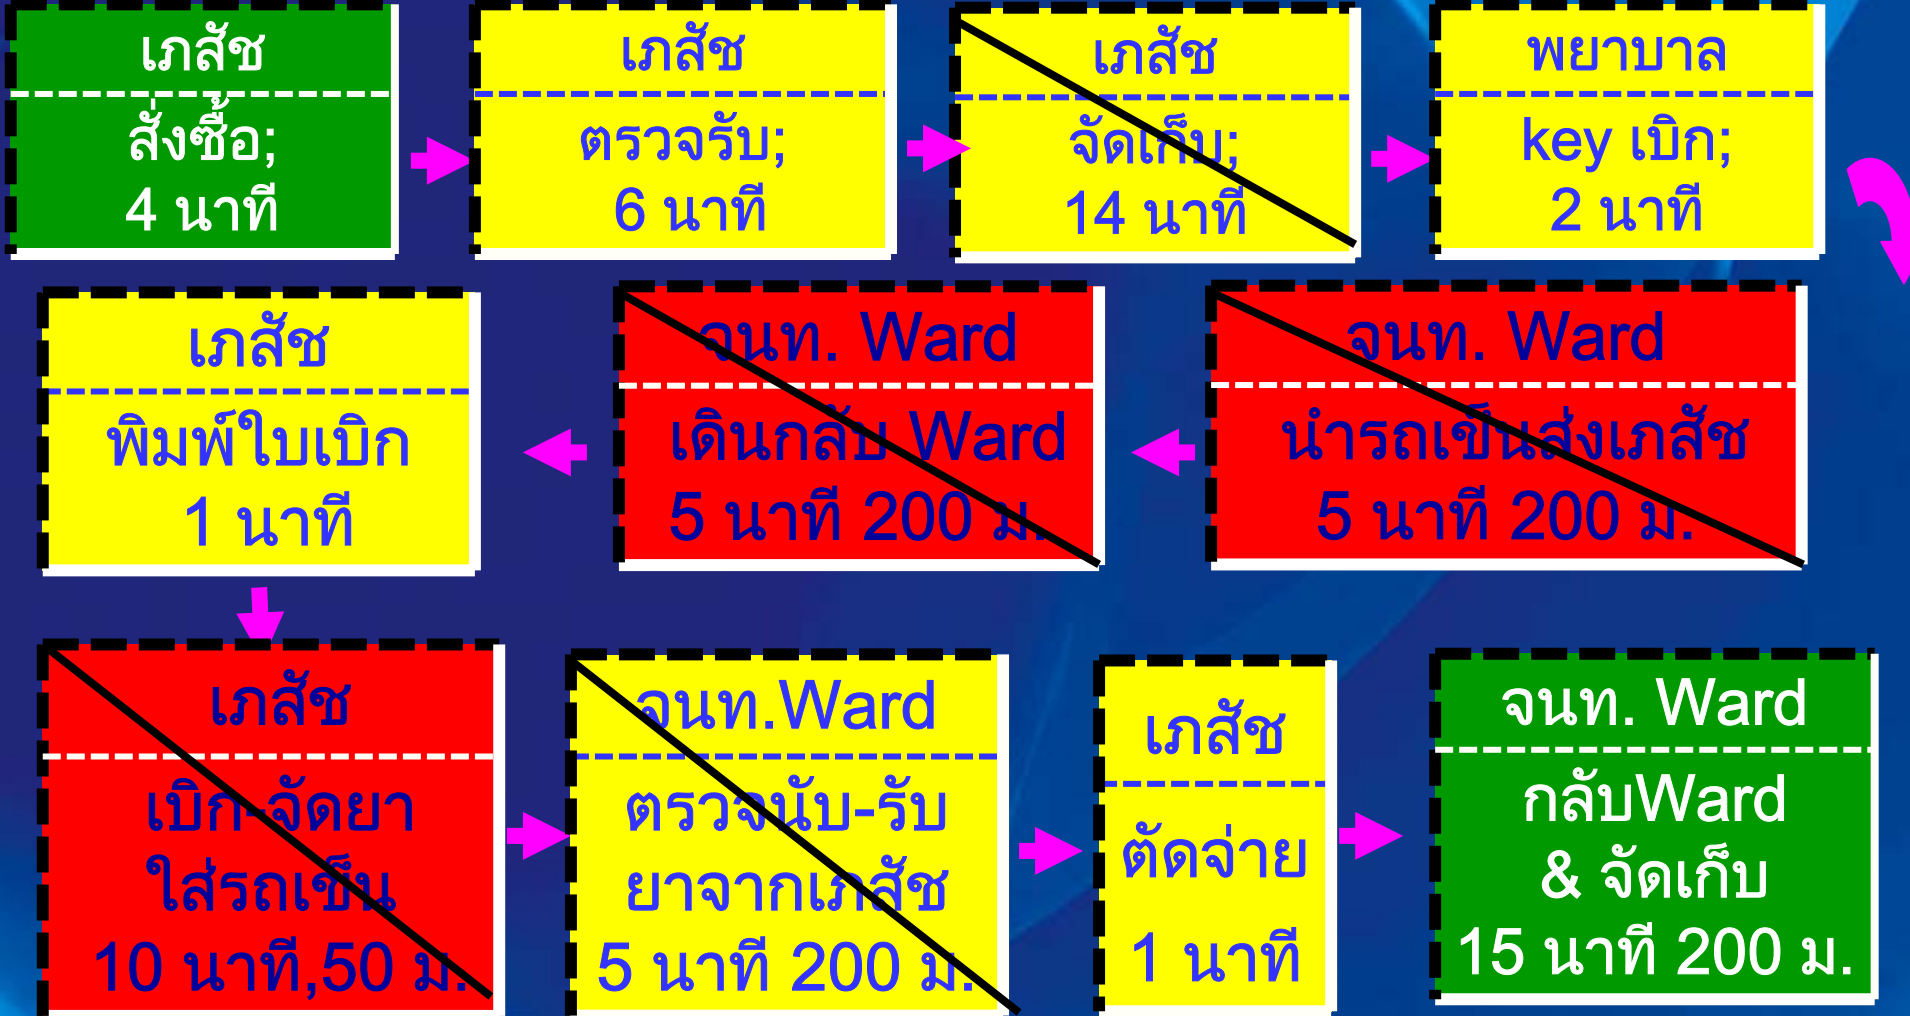 เภสัช
สั่งซื้อ;
4 นาที
เภสัช
ตรวจรับ;
6 นาที
เภสัช
จัดเก็บ;
14 นาที
พยาบาล
key เบิก;
2 นาที
จนท. Ward
นำรถเข็นส่งเภสัช
5 นาที 200 ม.
จนท. Ward
เดินกลับ Ward
5 นาที 200 ม.
เภสัช
พิมพ์ใบเบิก
1 นาที
เภสัช
เบิก-จัดยา
ใส่รถเข็น
10 นาที,50 ม.
จนท.Ward
ตรวจนับ-รับ
ยาจากเภสัช
5 นาที 200 ม.
เภสัช
ตัดจ่าย
1 นาที
จนท. Ward
กลับWard
& จัดเก็บ
15 นาที 200 ม.